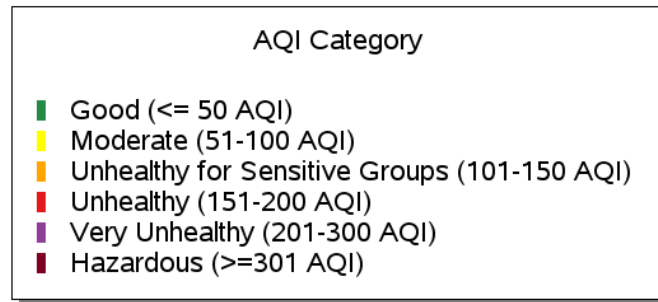 AQI Category
Good (<= 50 AQI)
Moderate (51-100 AQI)
Unhealthy for Sensitive Groups (101-150 AQI)
Unhealthy (151-200 AQI)
Very Unhealthy (201-300 AQI)
Hazardous (>=301 AQI)